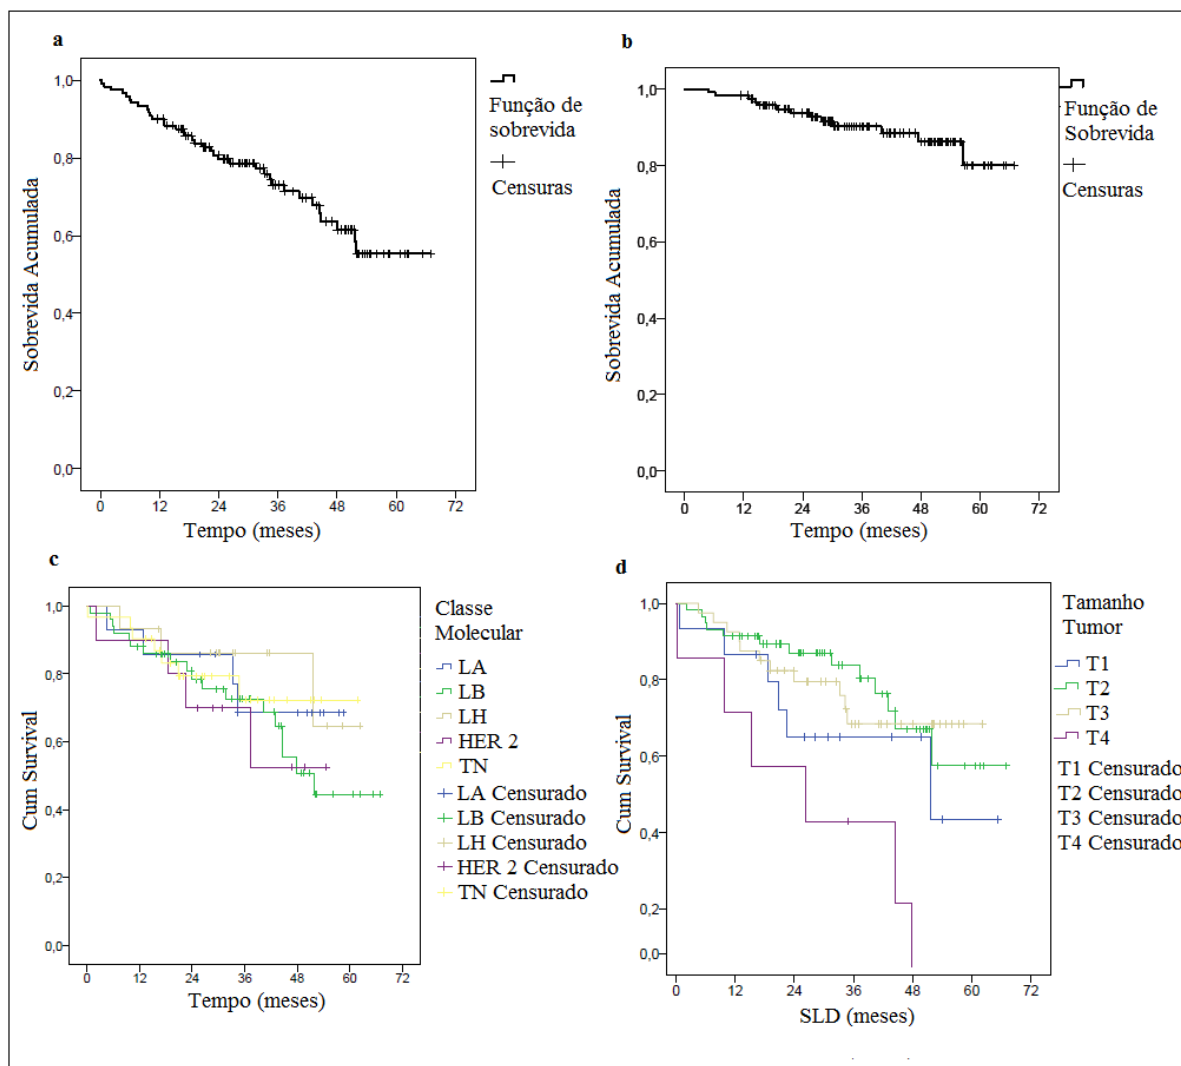 a
1,0
0,8
0,6
0,4
0,2
0,0
Sobrevida Acumulada
0 12 24 36 48 60 72
Tempo (meses)
Função de
sobrevida
Censuras
b
1,0
0,8
0,6
0,4
0,2
0,0
Sobrevida Acumulada
0 12 24 36 48 60 72
Tempo (meses)
Função de
Sobrevida
Censuras
c
1,0
0,8
0,6
0,4
0,2
0,0
Cum Survival
0 12 24 36 48 60 72
Tempo (meses)
Classe
Molecular
LA
LB
LH
HER 2
TN
LA Censurado
LB Censurado
LH Censurado
HER 2 Censurado
TN Censurado
d
1,0
0,8
0,6
0,4
0,2
0,0
Cum Survival
0 12 24 36 48 60 72
SLD (meses)
Tamanho
Tumor
T1
T2
T3
T4
T1 Censurado
T2 Censurado
T3 Censurado
T4 Censurado